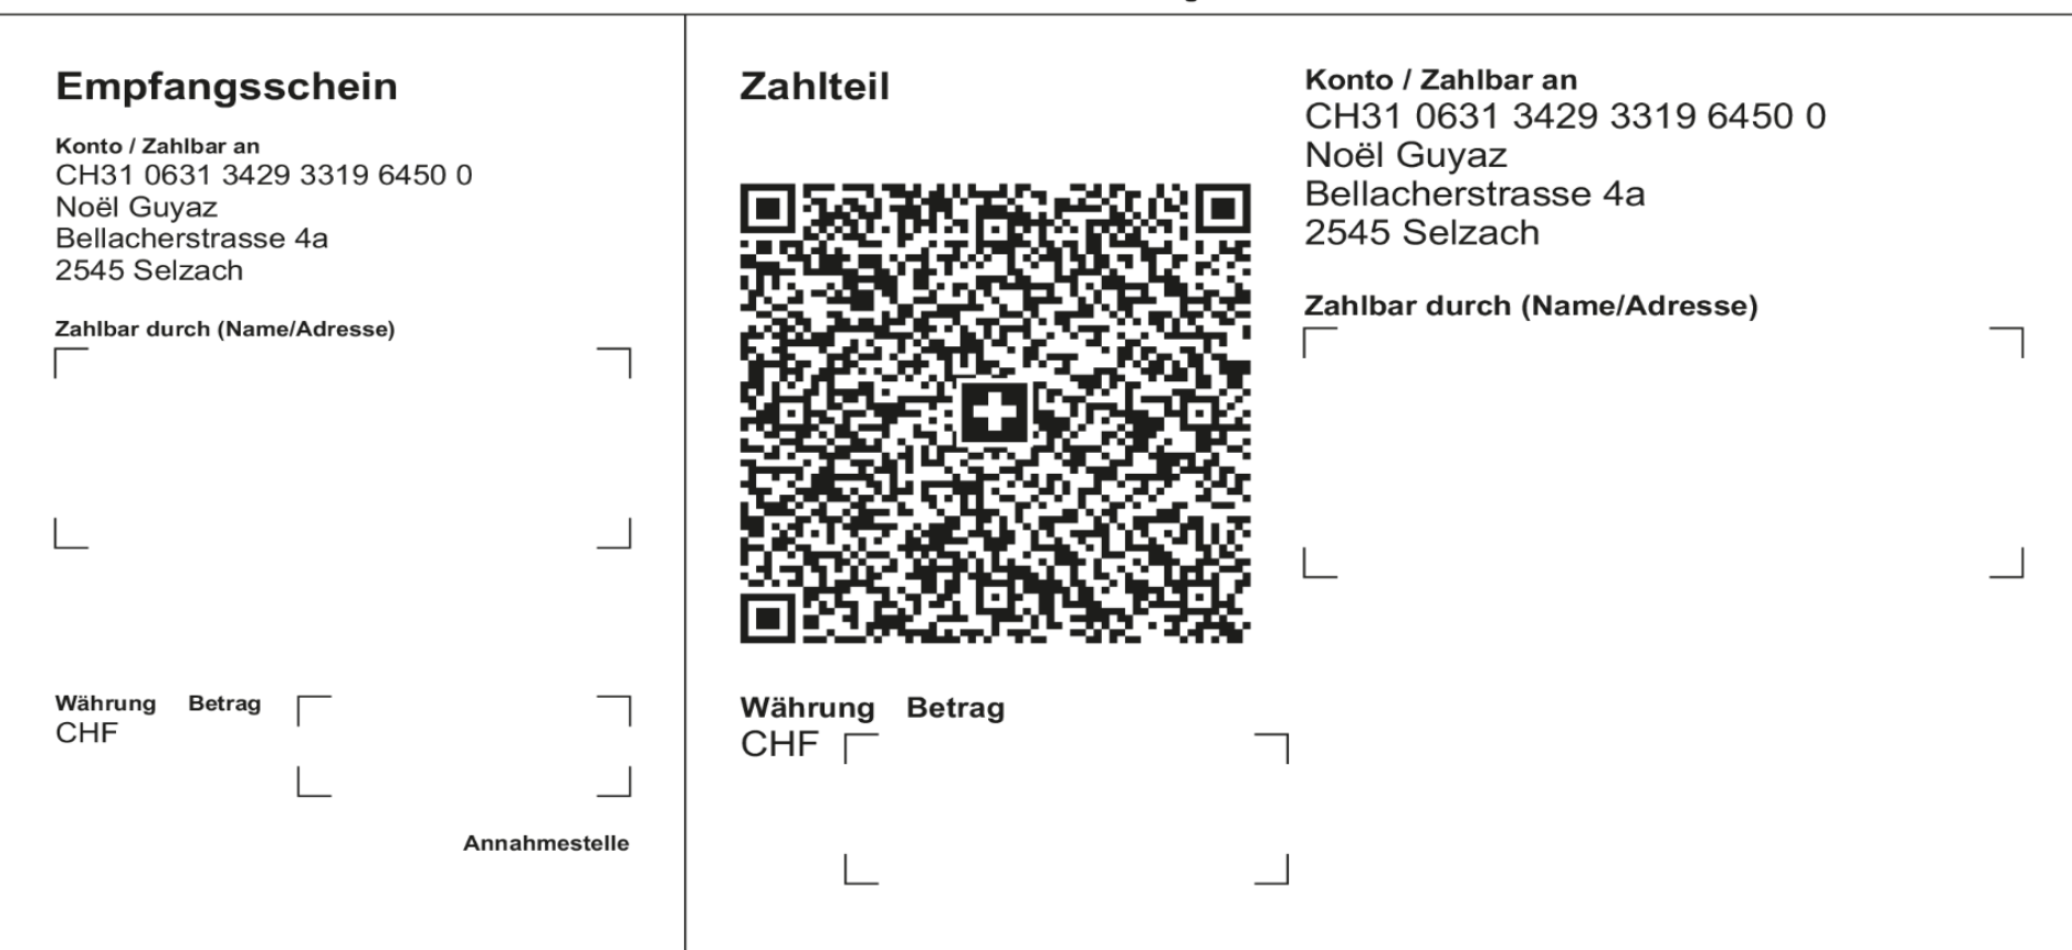 Empfangsschein
Konto / Zahlbar an
CH31 0631 3429 3319 6450 0
Noël Guyaz
Bellacherstrasse 4a
2545 Selzach
Zahlbar durch (Name/Adresse)
Währung Betrag
CHF
Annahmestelle
Zahlteil
Währung Betrag
CHF
Konto / Zahlbar an
CH31 0631 3429 3319 6450 0
Noël Guyaz
Bellacherstrasse 4a
2545 Selzach
Zahlbar durch (Name/Adresse)